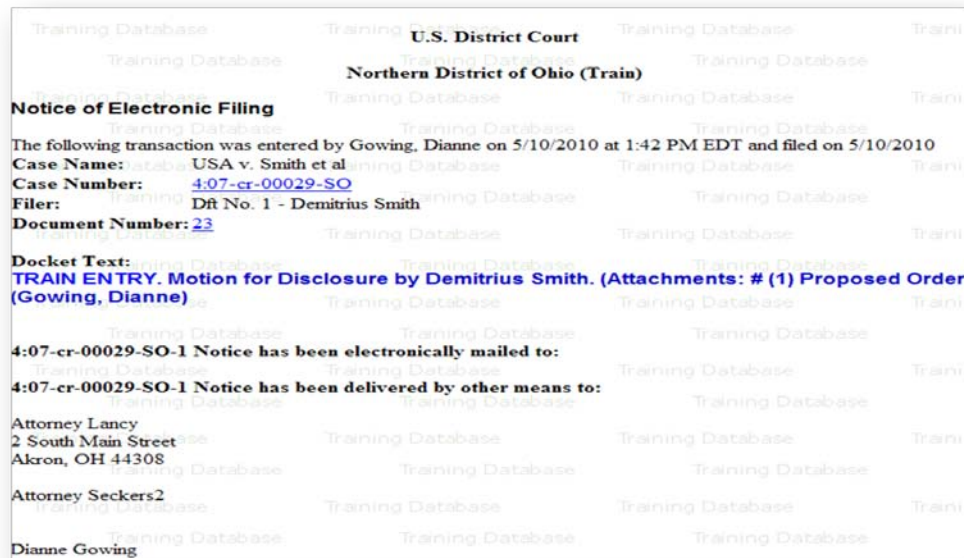 U.S. District Court
Northern District of Ohio (Train)
Notice of Electronic Filing
The following transaction was entered by Gowing, Dianne on 5/10/2010 at 1:42 PM EDT and filed on 5/10/2010
Case Name: USA v. Smith et al
Case Number: 4:07-cr-00029-SO
Filer: Dft No. 1 - Demitrius Smith
Document Number: 23
Docket Text:
TRAIN ENTRY. Motion for Disclosure by Demitrius Smith. (Attachments: # (1) Proposed Order
(Gowing, Dianne)
4:07-cr-00029-SO-1 Notice has been electronically mailed to:
4:07-cr-00029-SO-1 Notice has been delivered by other means to:
Attorney Lancy
2 South Main Street
Akron, OH 44308
Attorney Seckers2
Dianne Gowing
Training Database